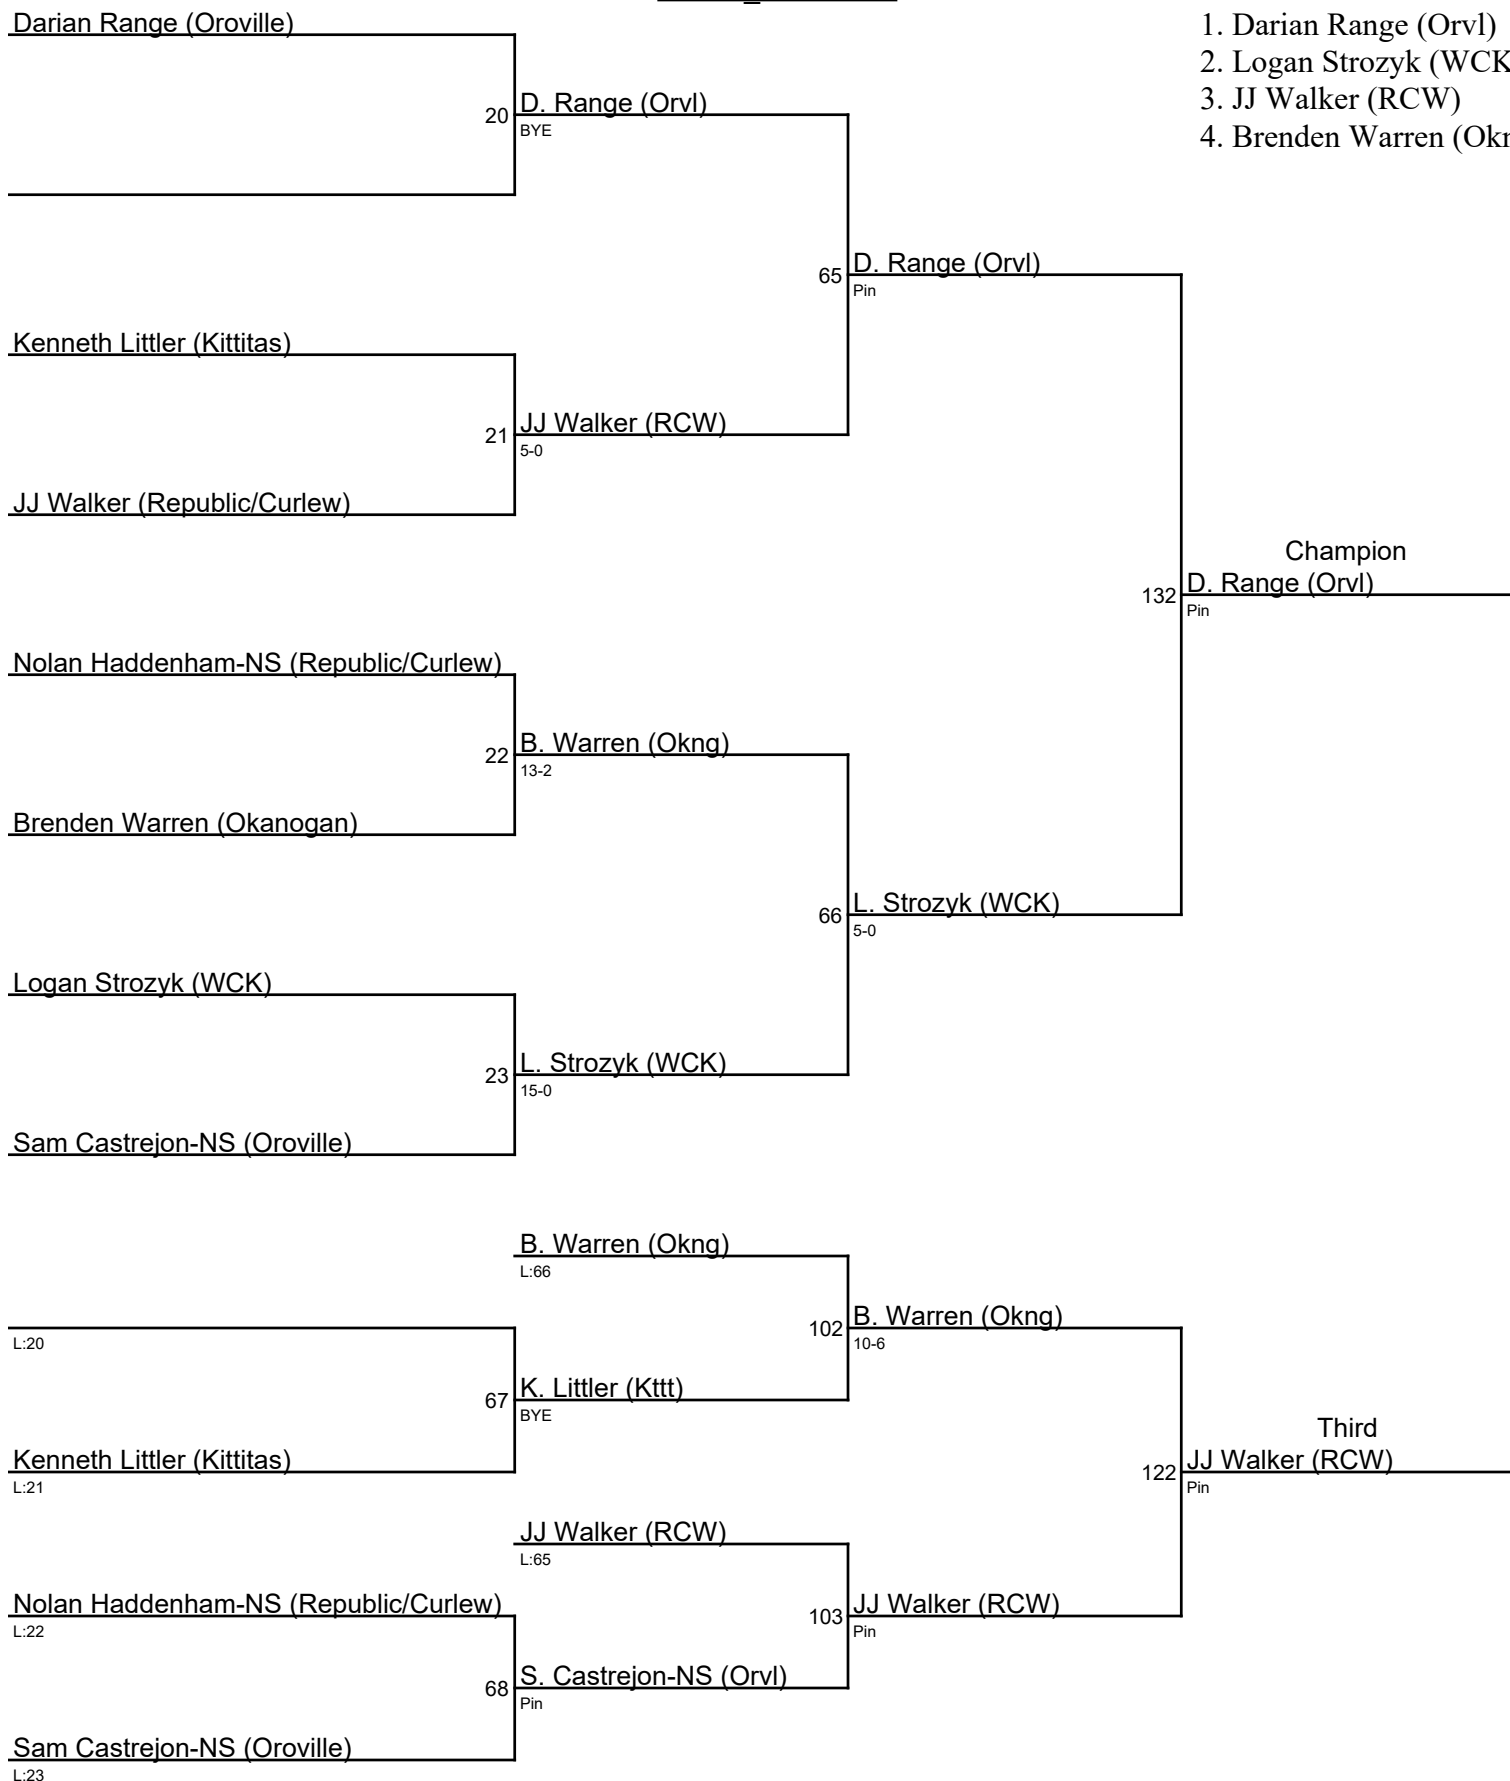 Darian Range (Oroville)
20
D. Range (Orvl)
BYE
Kenneth Littler (Kittitas)
21
JJ Walker (RCW)
5-0
JJ Walker (Republic/Curlew)
65
D. Range (Orvl)
Pin
Nolan Haddenham-NS (Republic/Curlew)
22
B. Warren (Okng)
13-2
Brenden Warren (Okanogan)
Logan Strozyk (WCK)
23
L. Strozyk (WCK)
15-0
Sam Castrejon-NS (Oroville)
66
L. Strozyk (WCK)
5-0
Champion
132
D. Range (Orvl)
Pin
1. Darian Range (Orvl)
2. Logan Strozyk (WCK
3. JJ Walker (RCW)
4. Brenden Warren (Okn
B. Warren (Okng)
L:66
L:20
67
K. Littler (Kttt)
BYE
Kenneth Littler (Kittitas)
L:21
102
B. Warren (Okng)
10-6
JJ Walker (RCW)
L:65
Nolan Haddenham-NS (Republic/Curlew)
L:22
68
S. Castrejon-NS (Orvl)
Pin
Sam Castrejon-NS (Oroville)
L:23
103
JJ Walker (RCW)
Pin
Third
122
JJ Walker (RCW)
Pin